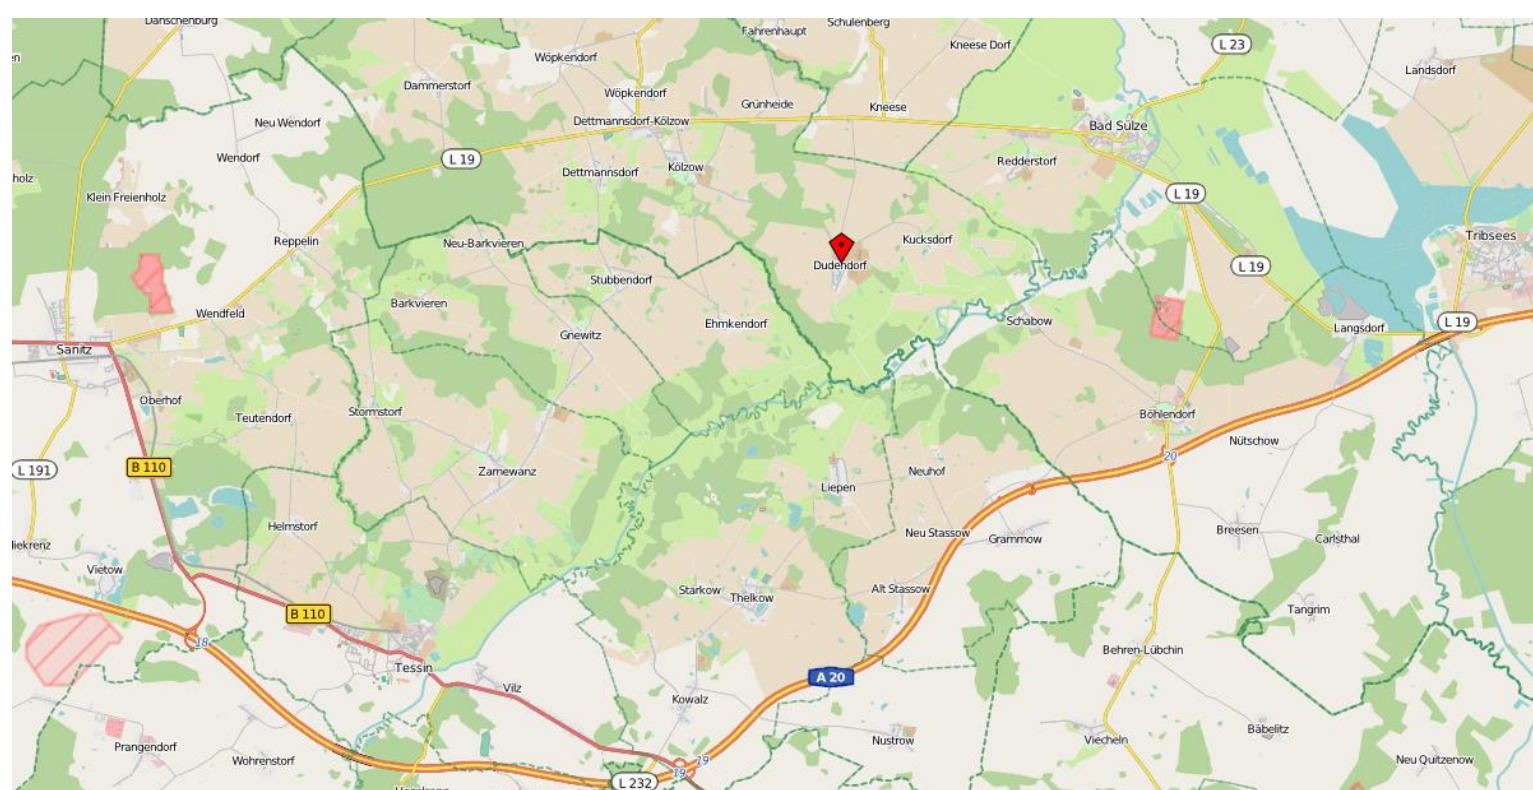 Danschenburg
Schulenberg
Fahrenhaupt
Kneese Dorf
L 23
Wöpkendorf
Landsdorf
Dammerstorf
Wöpkendorf
Grünheide
Kneese
Neu Wendorf
Dettmannsdorf-Kölzow
Bad Sülze
Wendorf
L 19
Kölzow
Redderstorf
Dettmannsdorf
holz
Klein Freienholz
L 19
Reppelin
Neu-Barkvieren
Kucksdorf
Tribsees
Dudendorf
L 19
Stubbendorf
Barkvieren
Wendfeld
Ehmkendorf
Schabow
L 19
Langsdorf
Gnewitz
Sanitz
Oberhof
Stormstorf
Teutendorf
Böhlendorf
Nütschow
L 191
B 110
Zarnewanz
Neuhof
20
Liepen
Helmstorf
Neu Stassow
Grammow
Breesen
Carlsthal
liekrenz
Vietow
Starkow
Thelkow
Alt Stassow
Tangrim
B 110
18
Behren-Lübchin
Tessin
A 20
Vilz
Kowalz
Nustrow
Viecheln
Bäbelitz
Prangendorf
Wohrenstorf
19
19
Neu Quitzenow
L 232